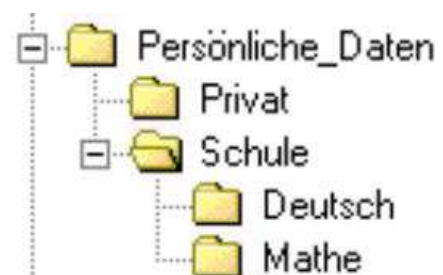 Persönliche_Daten
Privat
Schule
Deutsch
Mathe